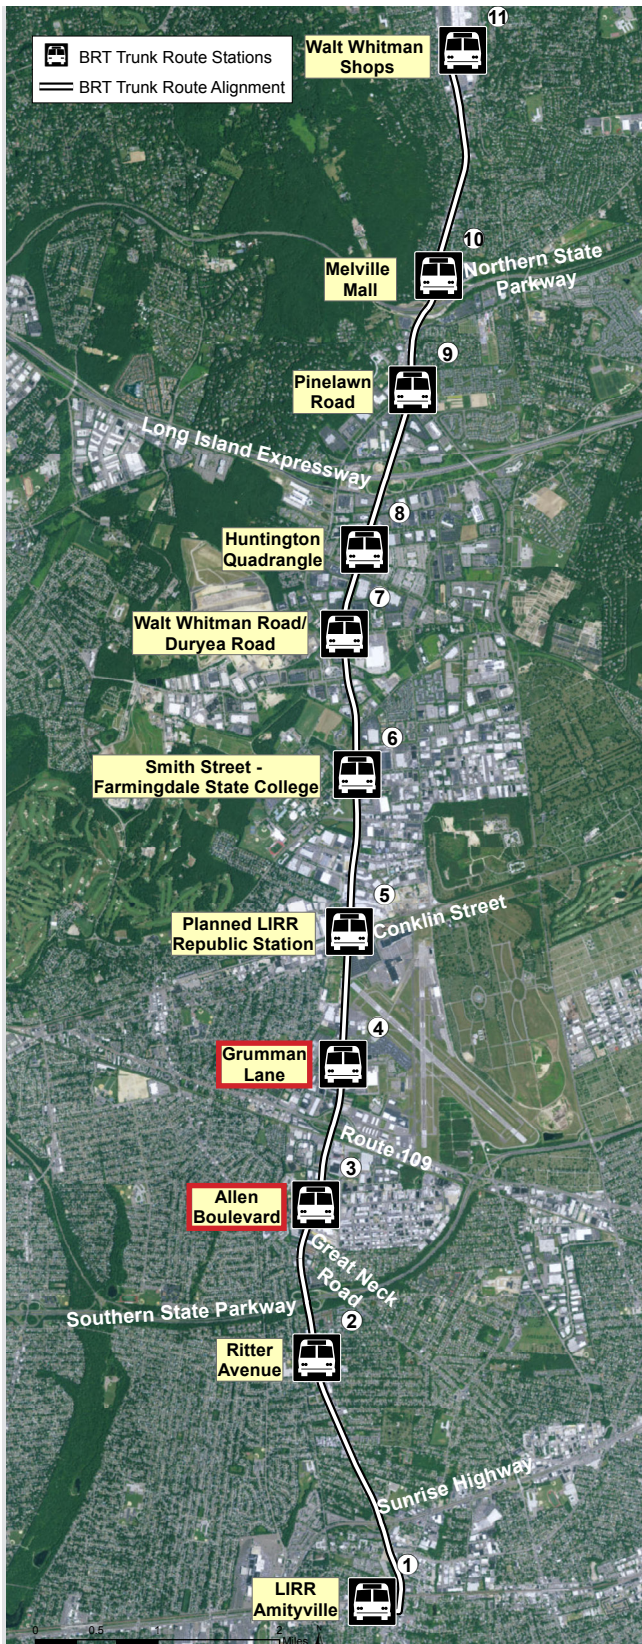 11
Walt Whitman
Shops
BRT Trunk Route Stations
BRT Trunk Route Alignment
10
Melville
Mall
Northern State
Parkway
9
Pinelawn
Road
Long Island Expressway
8
Huntington
Quadrangle
7
Walt Whitman Road/
Duryea Road
6
Smith Street -
Farmingdale State College
5
Planned LIRR
Republic Station
Conklin Street
4
Grumman
Lane
Route 109
3
Allen
Boulevard
Great Neck
Road
Southern State Parkway
2
Ritter
Avenue
Sunrise Highway
1
LIRR
Amityville
0 0.5 2
Miles